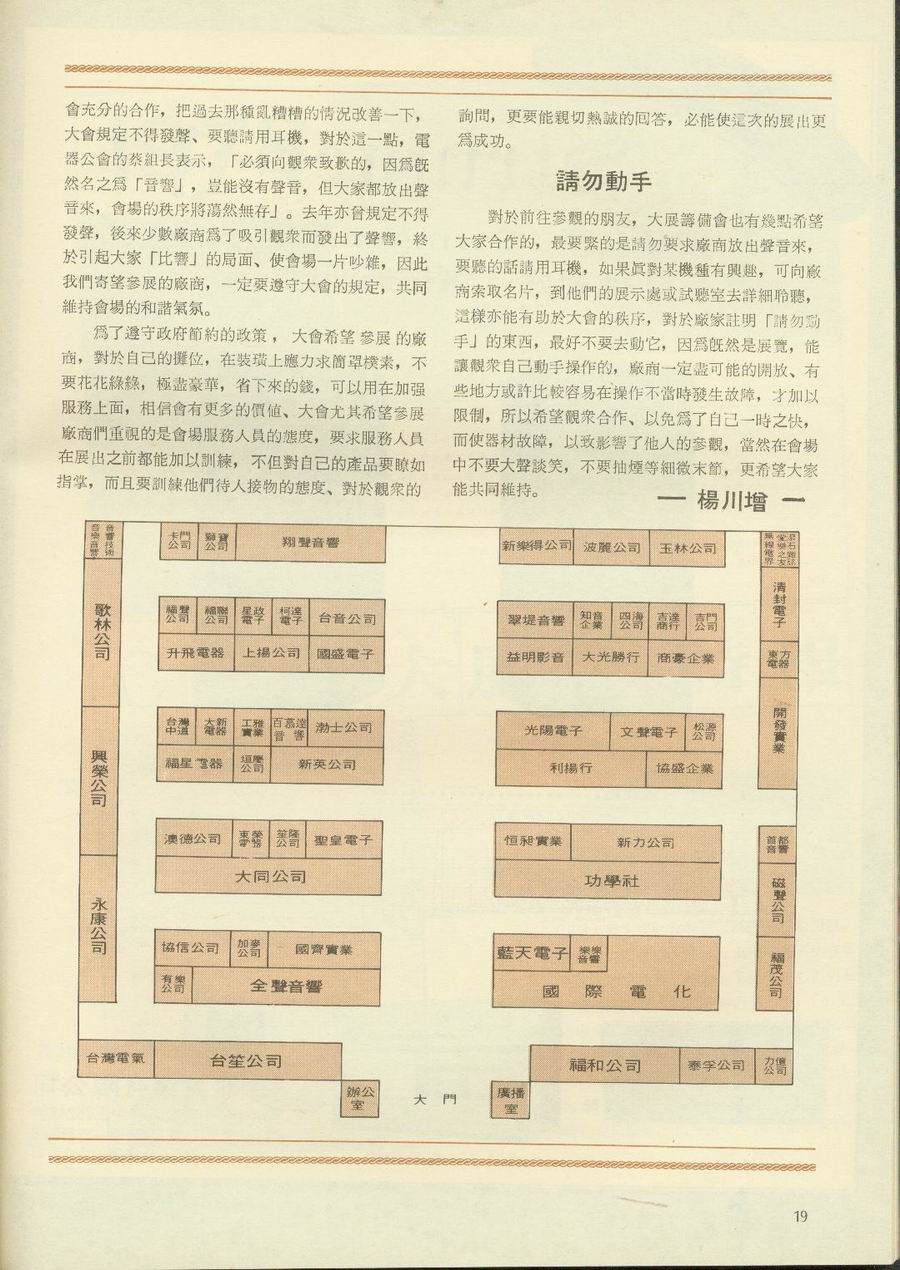 會充分的合作，把過去那種亂糟糟的情況改善一下，
大會規定不得發聲、要聽請用耳機，對於這一點，電
器公會的蔡組長表示，「必須向觀衆致歉的，因爲旣
然名之爲「音響」，豈能沒有聲音，但大家都放出聲
音來，會場的秩序將蕩然無存」。去年亦曾規定不得
發聲，後來少數廠商爲了吸引觀衆而發出了聲響，終
於引起大家「比響」的局面、使會場一片吵雜，因此
我們寄望參展的廠商，一定要遵守大會的規定，共同
維持會場的和諧氣氛。
爲了遵守政府節約的政策，大會希望參展的廠
商，對於自己的攤位，在裝璜上應力求簡單樸素，不
要花花綠綠，極盡豪華，省下來的錢，可以用在加强
服務上面，相信會有更多的價值、大會尤其希望參展
廠商們重視的是會場服務人員的態度，要求服務人員
在展出之前都能加以訓練，不但對自己的產品要瞭如
指掌，而且要訓練他們待人接物的態度、對於觀衆的
詢問，更要能親切熱誠的回答，必能使這次的展出更
爲成功。
請勿動手
對於前往參觀的朋友，大展籌備會也有幾點希望
大家合作的，最要緊的是請勿要求廠商放出聲音來，
要聽的話請用耳機，如果眞對某機種有興趣，可向廠
商索取名片，到他們的展示處或試聽室去詳細聆聽，
這樣亦能有助於大會的秩序，對於廠家註明「請勿動
手」的東西，最好不要去動它，因爲旣然是展覽，能
讓觀衆自己動手操作的，廠商一定盡可能的開放、有
些地方或許比較容易在操作不當時發生故障，才加以
限制，所以希望觀衆合作、以免爲了自己一時之快，
而使器材故障，以致影響了他人的參觀，當然在會場
中不要大聲談笑，不要抽煙等細微末節，更希望大家
能共同維持。
— 楊川增 —
音樂音響
音響技術
歌林公司
興榮公司
永康公司
卡門公司
獅寶公司
翔聲音響
福聲公司
福聯公司
星政電子
柯達電子
台音公司
升飛電器
上揚公司
國盛電子
台灣中道
大新電器
工雅實業
百慕達音響
渤士公司
福星電器
垣慶公司
新英公司
澳德公司
東榮電務
笙隆公司
聖皇電子
大同公司
協信公司
加麥公司
國齊實業
有樂公司
全聲音響
新樂得公司
波麗公司
玉林公司
翠堤音響
知音企業
四海公司
吉達商行
吉門公司
益明影音
大光勝行
商豪企業
光陽電子
文聲電子
松源公司
利揚行
協盛企業
恒昶實業
新力公司
功學社
藍天電子
樂樂音響
國際電化
無線電界
愛樂之友
滾石雜誌
清封電子
東方電器
開發實業
首都音響
磁聲公司
福茂公司
台灣電氣
台笙公司
辦公室
大門
廣播室
福和公司
泰孚公司
力億公司
19